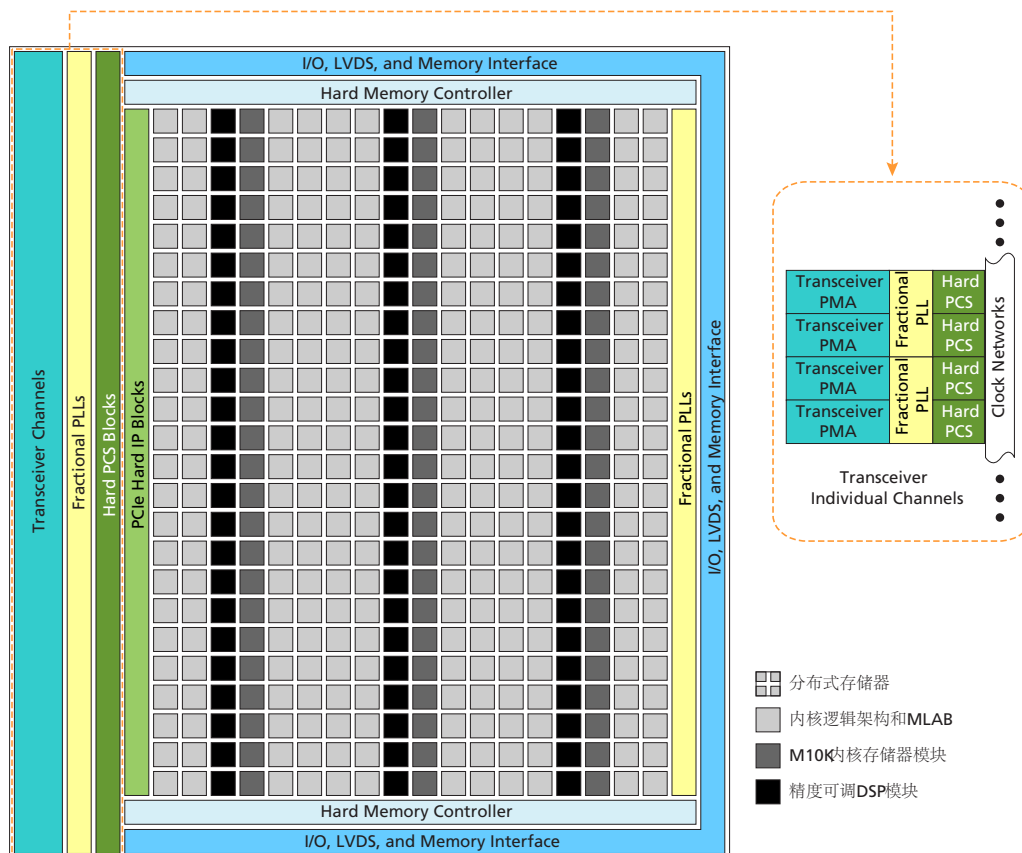 I/O, LVDS, and Memory Interface
Hard Memory Controller
Transceiver Channels
Fractional PLLs
Hard PCS Blocks
PCIe Hard IP Blocks
Fractional PLLs
I/O, LVDS, and Memory Interface
Hard Memory Controller
I/O, LVDS, and Memory Interface
Transceiver
PMA
Transceiver
PMA
Transceiver
PMA
Transceiver
PMA
Fractional
PLL
Fractional
PLL
Hard
PCS
Hard
PCS
Hard
PCS
Hard
PCS
Clock Networks
Transceiver
Individual Channels
分布式存储器
内核逻辑架构和MLAB
M10K内核存储器模块
精度可调DSP模块